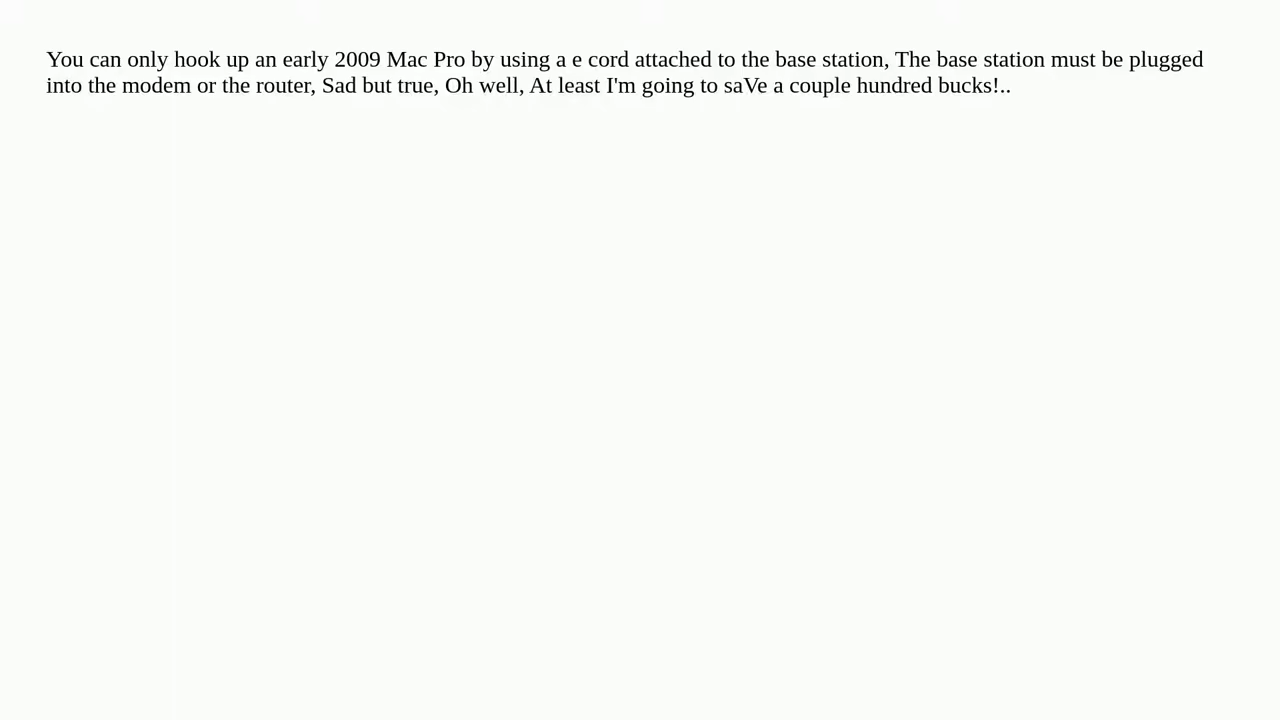 You can only hook up an early 2009 Mac Pro by using a e cord attached to the base station, The base station must be plugged
into the modem or the router, Sad but true, Oh well, At least I'm going to saVe a couple hundred bucks!..